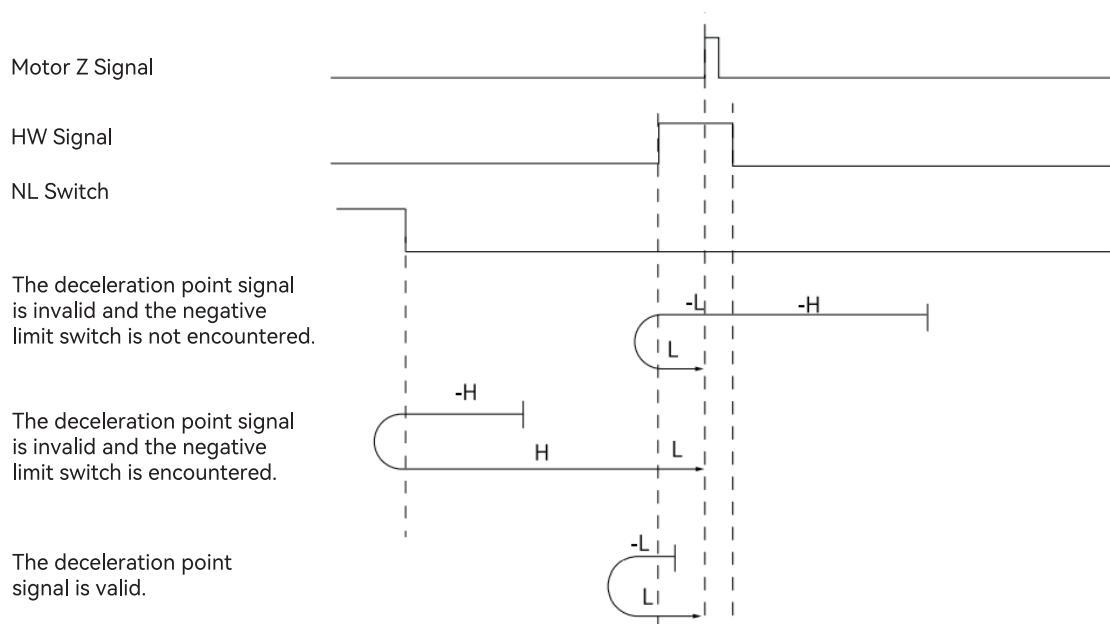 Motor Z Signal
HW Signal
NL Switch
The deceleration point signal
is invalid and the negative
limit switch is not encountered.
-L
-H
L
The deceleration point signal
is invalid and the negative
limit switch is encountered.
-H
H
L
The deceleration point
signal is valid.
-L
L